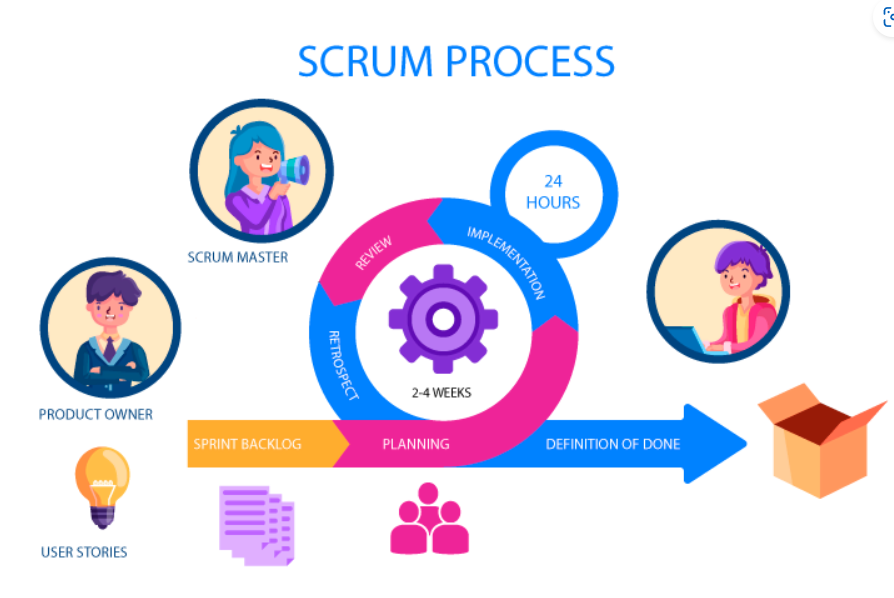 SCRUM PROCESS
SCRUM MASTER
24
HOURS
REVIEW
IMPLEMENTATION
RETROSPECT
2-4 WEEKS
PRODUCT OWNER
SPRINT BACKLOG
PLANNING
DEFINITION OF DONE
USER STORIES